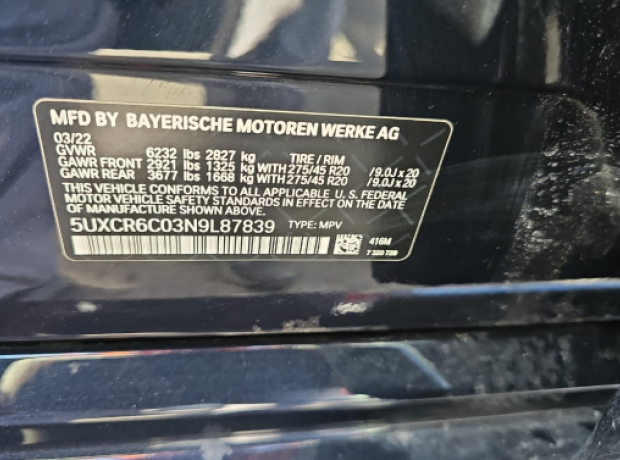 MFD BY BAYERISCHE MOTOREN WERKE AG
03/22
GVWR 6232 lbs 2827 kg TIRE / RIM
GAWR FRONT 2921 lbs 1325 kg WITH 275/45 R20 / 9.0J x 20
GAWR REAR 3677 lbs 1668 kg WITH 275/45 R20 / 9.0J x 20
THIS VEHICLE CONFORMS TO ALL APPLICABLE U. S. FEDERAL
MOTOR VEHICLE SAFETY STANDARDS IN EFFECT ON THE DATE
OF MANUFACTURE SHOWN ABOVE.
5UXCR6C03N9L87839 TYPE: MPV
416M
7 320 729